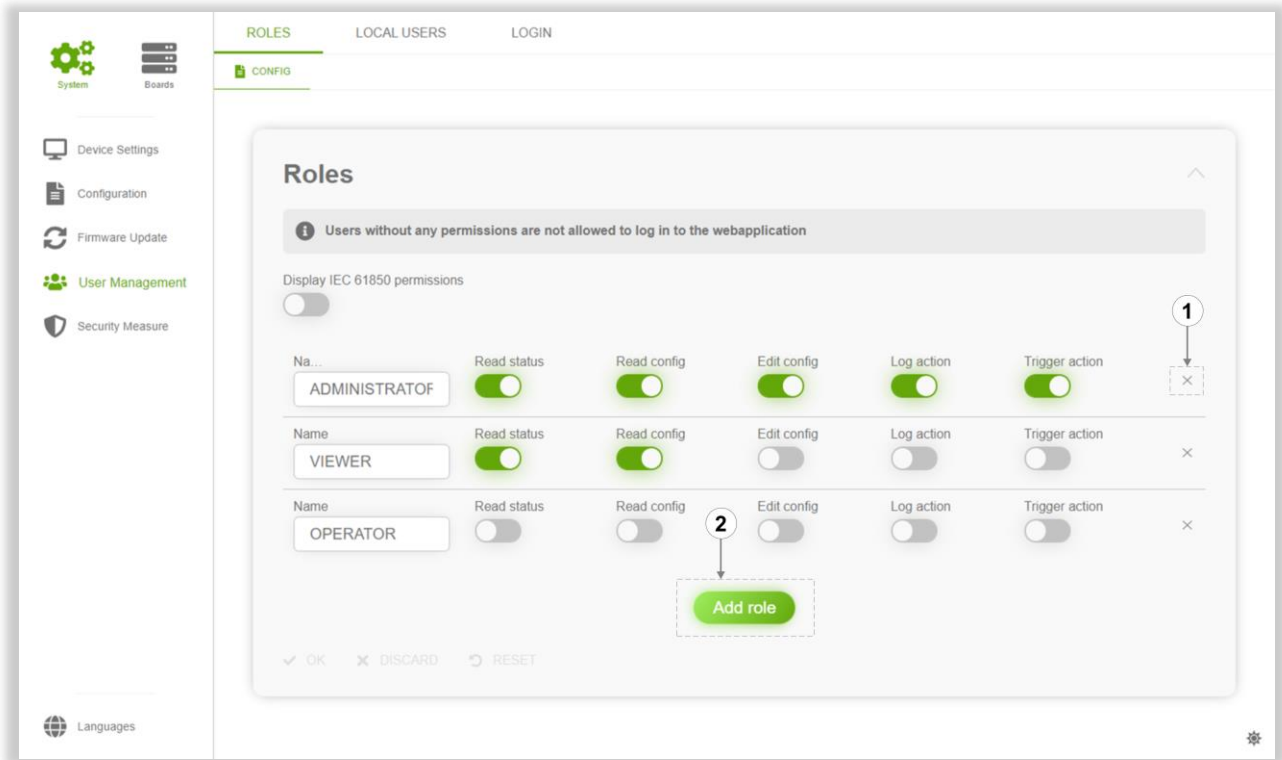 ROLES LOCAL USERS LOGIN
System Boards
CONFIG
Device Settings
Configuration
Firmware Update
User Management
Security Measure
Languages
Roles
Users without any permissions are not allowed to log in to the webapplication
Display IEC 61850 permissions
1
Na... Read status Read config Edit config Log action Trigger action
ADMINISTRATOR
Name Read status Read config Edit config Log action Trigger action
VIEWER
Name Read status Read config Edit config Log action Trigger action
OPERATOR
2
Add role
OK DISCARD RESET